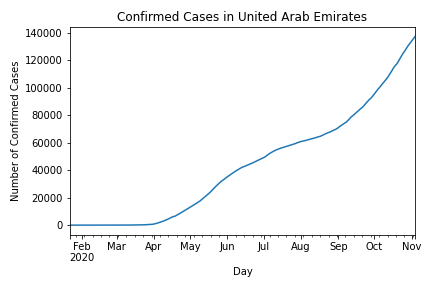 Confirmed Cases in United Arab Emirates
140000
120000
100000
80000
60000
40000
20000
0
Number of Confirmed Cases
Feb Mar Apr May Jun Jul Aug Sep Oct Nov
2020
Day